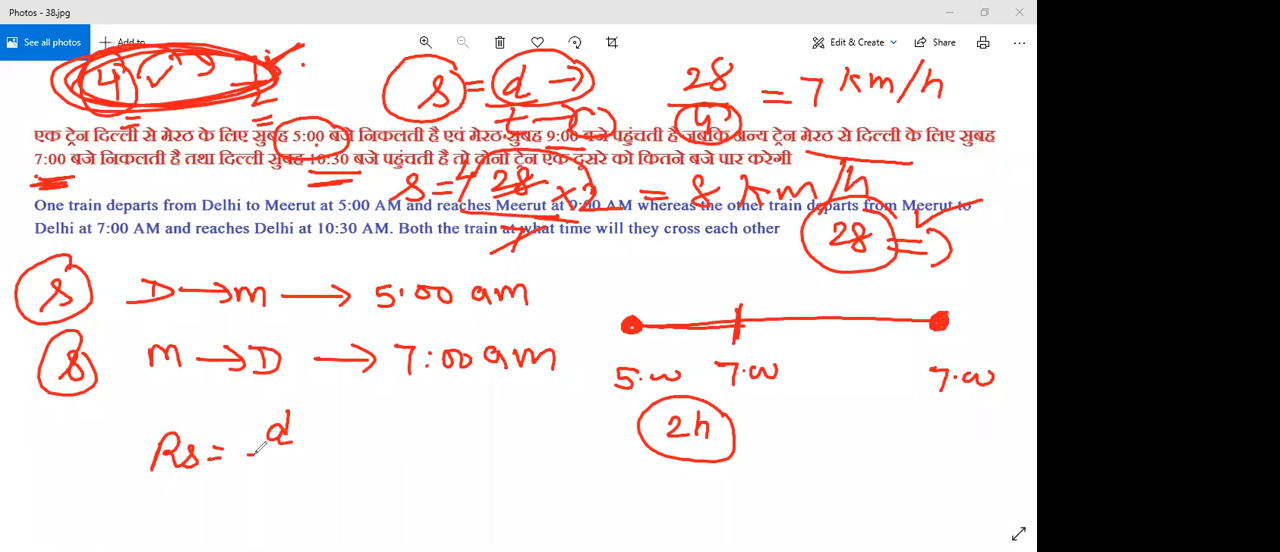 Photos - 38.jpg
See all photos
Add to
Edit & Create
Share
s = d / t
28 / 4 = 7 km/h
एक ट्रेन दिल्ली से मेरठ के लिए सुबह 5:00 बजे निकलती है एवं मेरठ सुबह 9:00 बजे पहुंचती है जबकि अन्य ट्रेन मेरठ से दिल्ली के लिए सुबह
7:00 बजे निकलती है तथा दिल्ली सुबह 10:30 बजे पहुंचती है तो दोनो ट्रेन एक दूसरे को कितने बजे पार करेगी
s = 28 × 2 / 7 = 8 km/h
4
One train departs from Delhi to Meerut at 5:00 AM and reaches Meerut at 9:00 AM whereas the other train departs from Meerut to
Delhi at 7:00 AM and reaches Delhi at 10:30 AM. Both the train at what time will they cross each other
28
s D → m → 5.00 am
s m → D → 7:00 am
5.00 7.00 7.00
2h
Rs = d